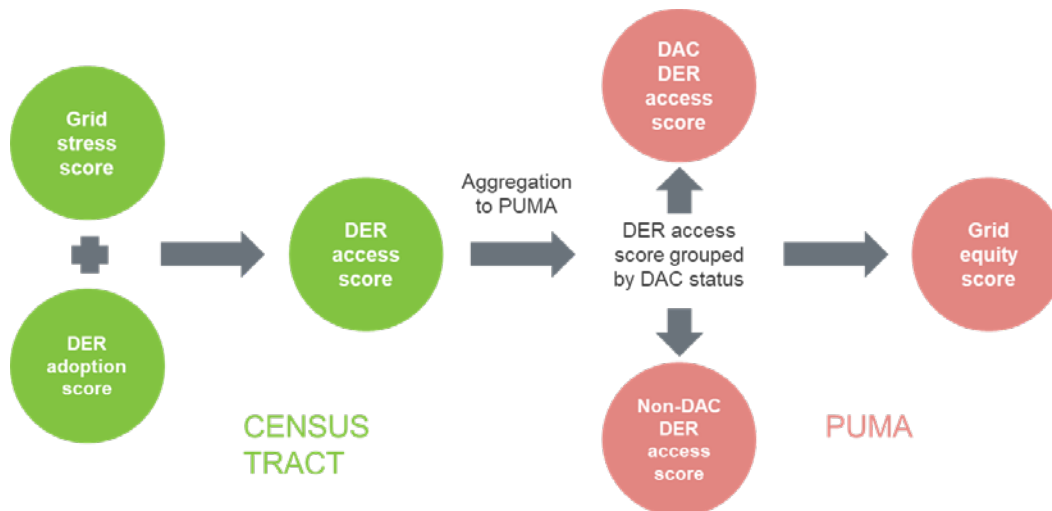 Grid
stress
score
DER
adoption
score
CENSUS
TRACT
DER
access
score
Aggregation
to PUMA
DAC
DER
access
score
DER access
score grouped
by DAC status
Non-DAC
DER
access
score
Grid
equity
score
PUMA